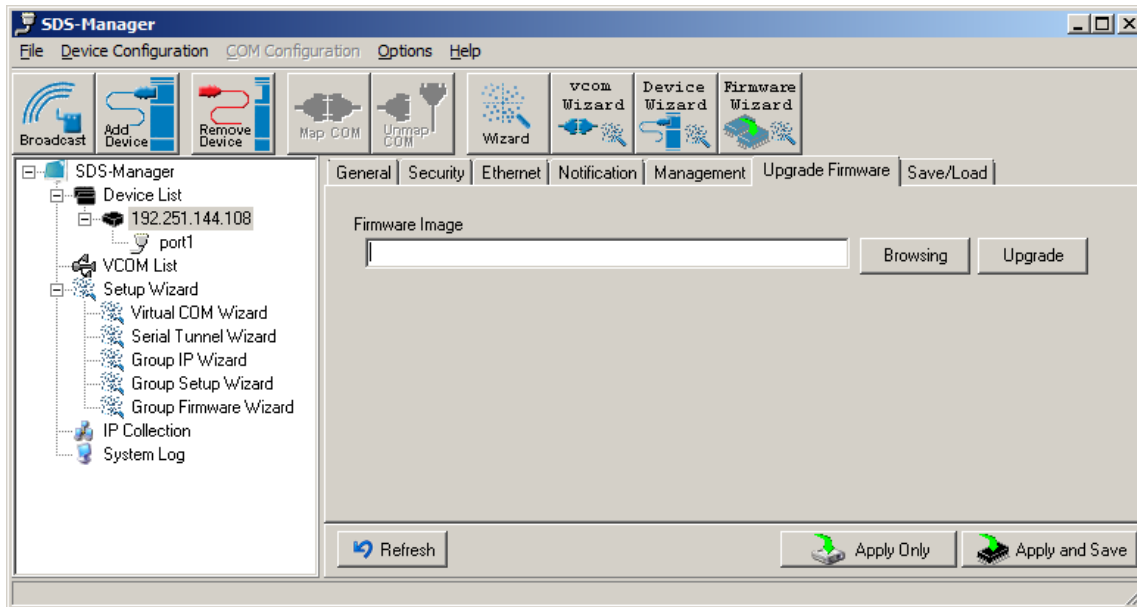 SDS-Manager
File Device Configuration COM Configuration Options Help
Broadcast
Add Device
Remove Device
Map COM
Unmap COM
Wizard
vcom Wizard
Device Wizard
Firmware Wizard
SDS-Manager
Device List
192.251.144.108
port1
VCOM List
Setup Wizard
Virtual COM Wizard
Serial Tunnel Wizard
Group IP Wizard
Group Setup Wizard
Group Firmware Wizard
IP Collection
System Log
General Security Ethernet Notification Management Upgrade Firmware Save/Load
Firmware Image
Browsing Upgrade
Refresh Apply Only Apply and Save